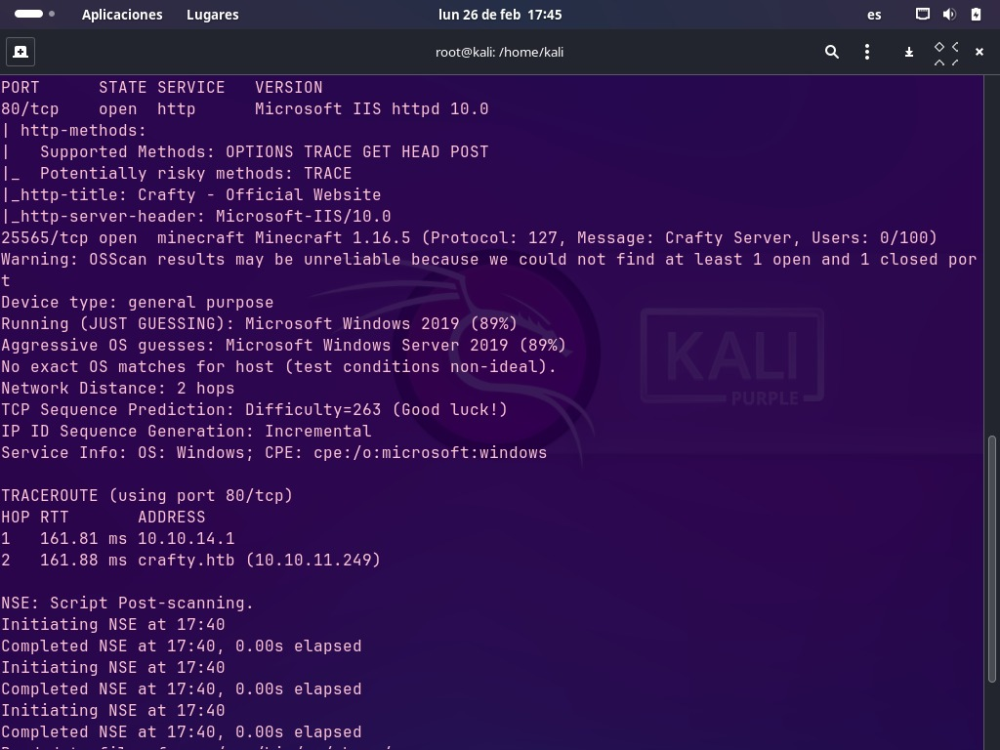 Aplicaciones Lugares lun 26 de feb 17:45 es
root@kali: /home/kali
PORT STATE SERVICE VERSION
80/tcp open http Microsoft IIS httpd 10.0
| http-methods:
| Supported Methods: OPTIONS TRACE GET HEAD POST
|_ Potentially risky methods: TRACE
|_http-title: Crafty - Official Website
|_http-server-header: Microsoft-IIS/10.0
25565/tcp open minecraft Minecraft 1.16.5 (Protocol: 127, Message: Crafty Server, Users: 0/100)
Warning: OSScan results may be unreliable because we could not find at least 1 open and 1 closed por
t
Device type: general purpose
Running (JUST GUESSING): Microsoft Windows 2019 (89%)
Aggressive OS guesses: Microsoft Windows Server 2019 (89%)
No exact OS matches for host (test conditions non-ideal).
Network Distance: 2 hops
TCP Sequence Prediction: Difficulty=263 (Good luck!)
IP ID Sequence Generation: Incremental
Service Info: OS: Windows; CPE: cpe:/o:microsoft:windows
KALI
PURPLE
TRACEROUTE (using port 80/tcp)
HOP RTT ADDRESS
1 161.81 ms 10.10.14.1
2 161.88 ms crafty.htb (10.10.11.249)
NSE: Script Post-scanning.
Initiating NSE at 17:40
Completed NSE at 17:40, 0.00s elapsed
Initiating NSE at 17:40
Completed NSE at 17:40, 0.00s elapsed
Initiating NSE at 17:40
Completed NSE at 17:40, 0.00s elapsed